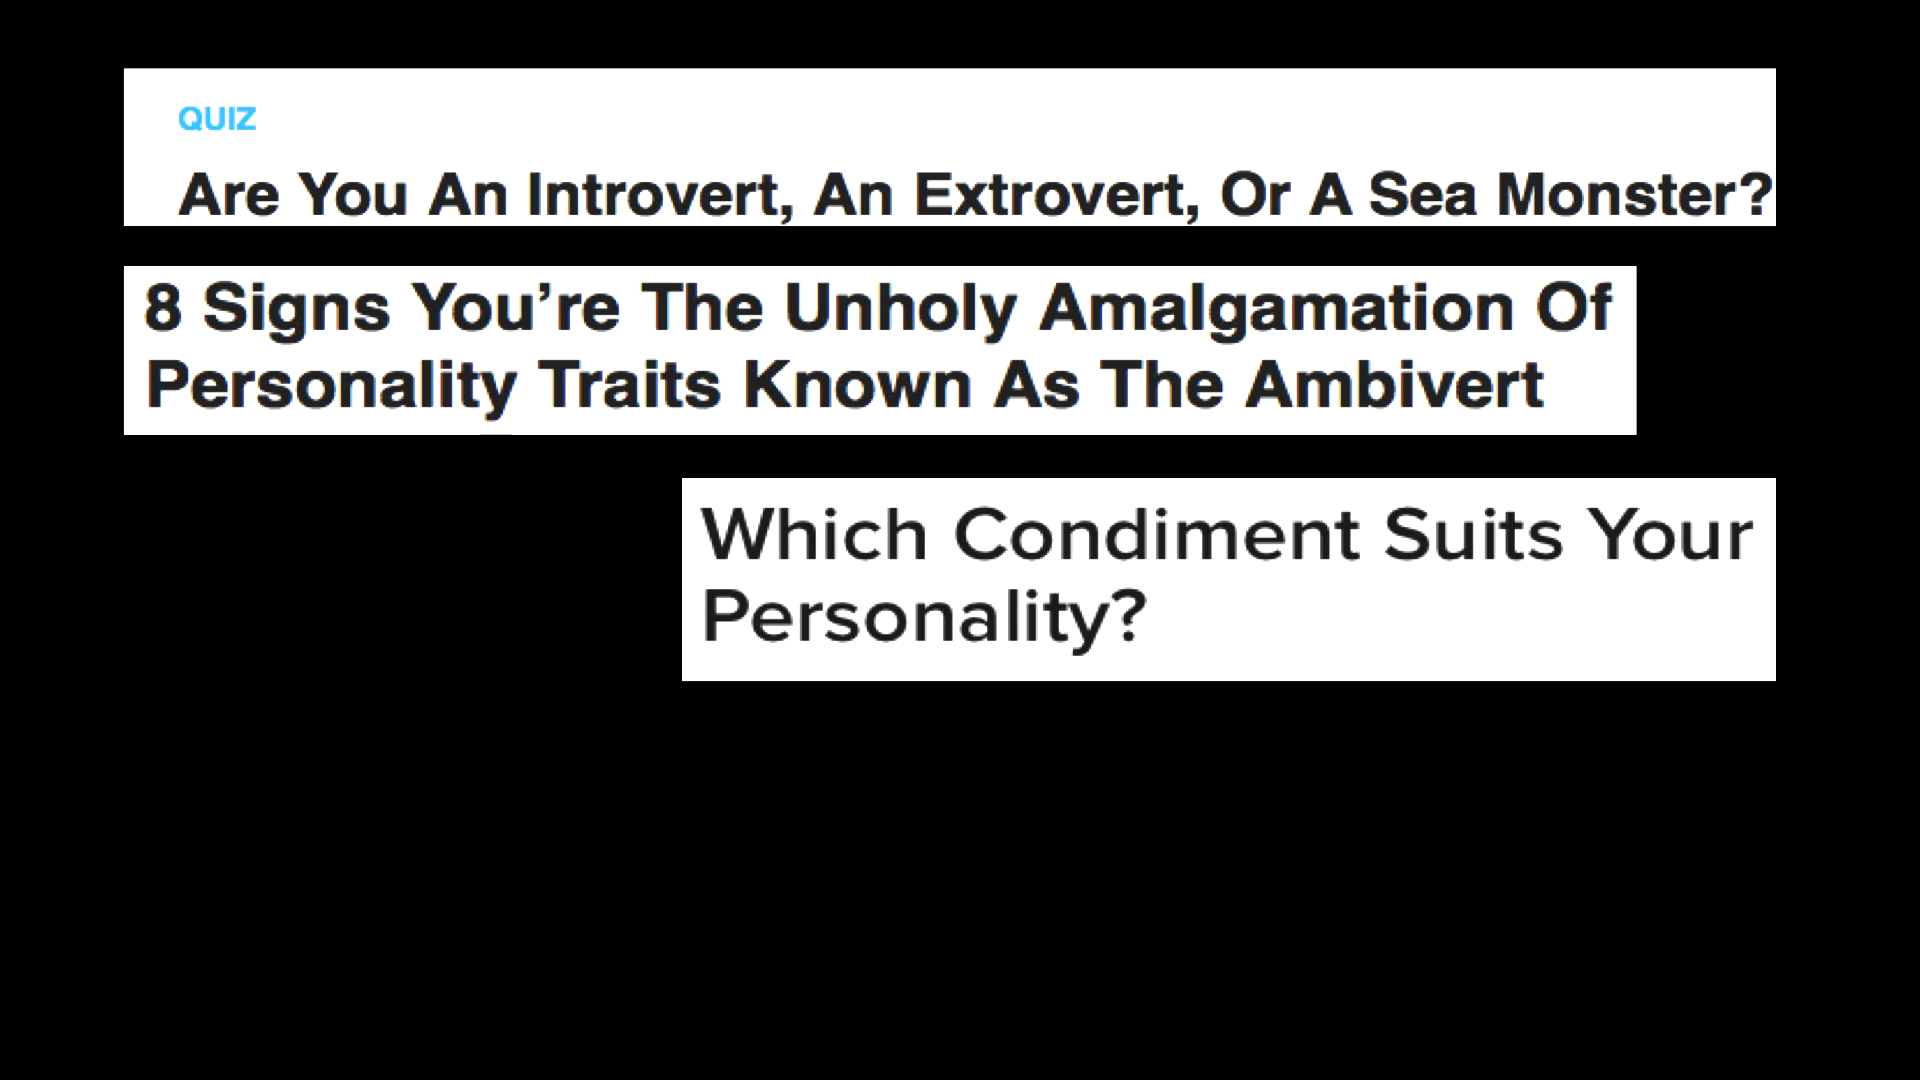 QUIZ
Are You An Introvert, An Extrovert, Or A Sea Monster?
8 Signs You’re The Unholy Amalgamation Of
Personality Traits Known As The Ambivert
Which Condiment Suits Your
Personality?